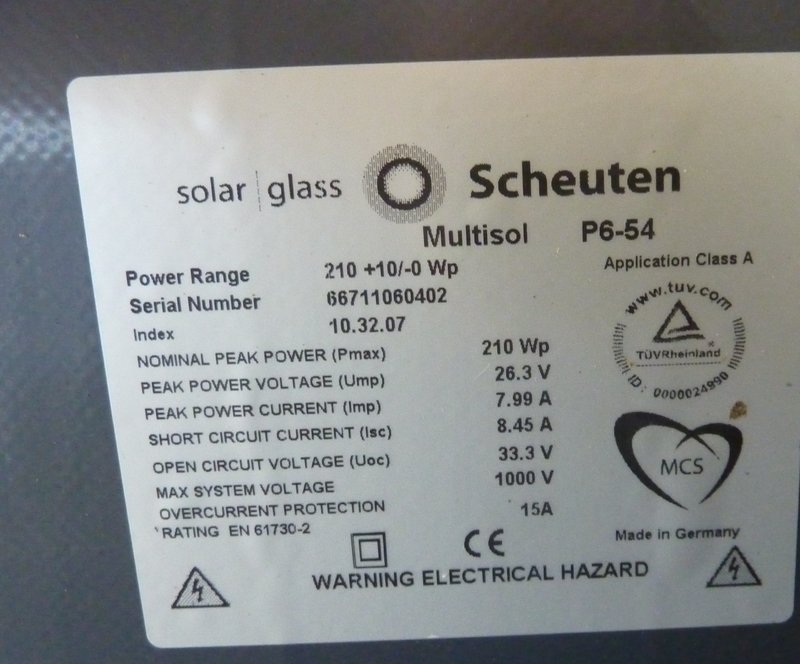 solar glass Scheuten
Multisol P6-54
Application Class A
Power Range 210 +10/-0 Wp
Serial Number 66711060402
Index 10.32.07
NOMINAL PEAK POWER (Pmax) 210 Wp
PEAK POWER VOLTAGE (Ump) 26.3 V
PEAK POWER CURRENT (Imp) 7.99 A
SHORT CIRCUIT CURRENT (Isc) 8.45 A
OPEN CIRCUIT VOLTAGE (Uoc) 33.3 V
MAX SYSTEM VOLTAGE 1000 V
OVERCURRENT PROTECTION 15A
RATING EN 61730-2
www.tuv.com
TÜVRheinland
ID: 0000024990
MCS
Made in Germany
CE
WARNING ELECTRICAL HAZARD